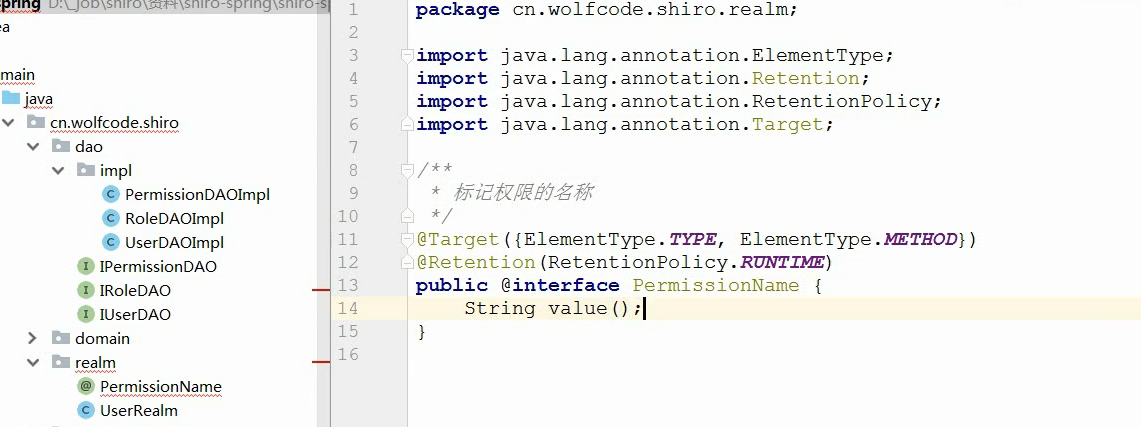 spring D:\_job\shiro\资料\shiro-spring\shiro-sp
ea
main
java
cn.wolfcode.shiro
dao
impl
C PermissionDAOImpl
C RoleDAOImpl
C UserDAOImpl
I IPermissionDAO
I IRoleDAO
I IUserDAO
domain
realm
@ PermissionName
C UserRealm
1 package cn.wolfcode.shiro.realm;
2
3 import java.lang.annotation.ElementType;
4 import java.lang.annotation.Retention;
5 import java.lang.annotation.RetentionPolicy;
6 import java.lang.annotation.Target;
7
8 /**
9 * 标记权限的名称
10 */
11 @Target({ElementType.TYPE, ElementType.METHOD})
12 @Retention(RetentionPolicy.RUNTIME)
13 public @interface PermissionName {
14 String value();
15 }
16